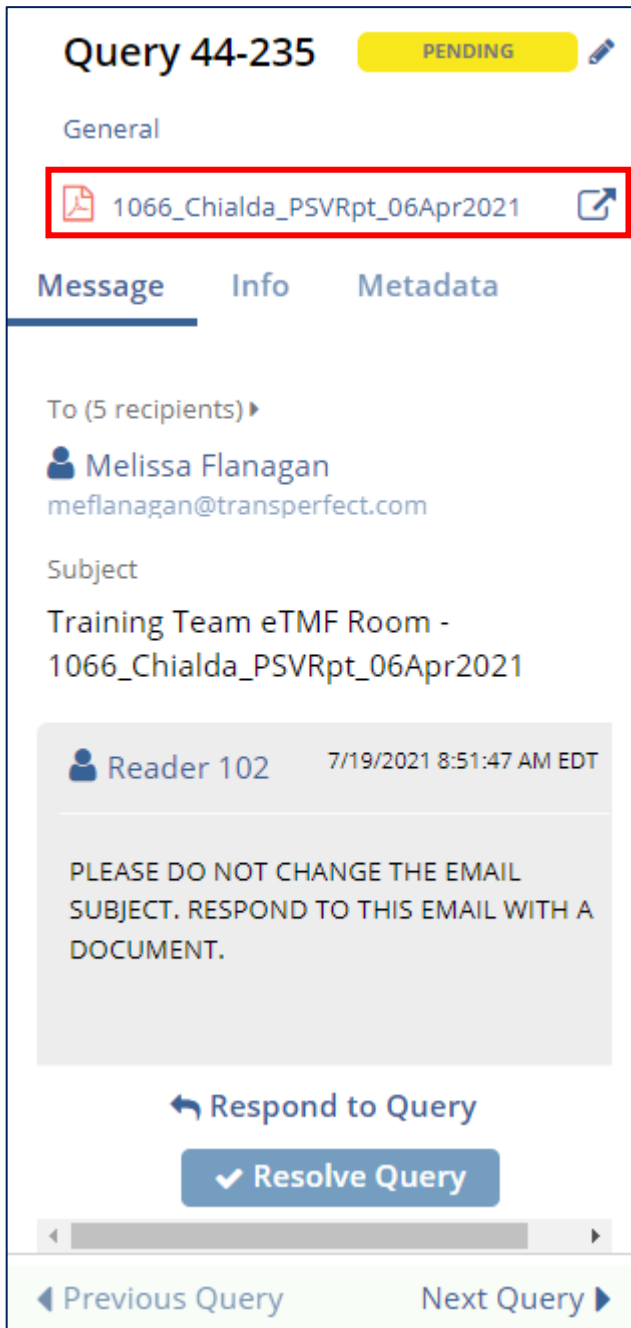 Query 44-235 PENDING
General
1066_Chialda_PSVRpt_06Apr2021
Message Info Metadata
To (5 recipients)
Melissa Flanagan
meflanagan@transperfect.com
Subject
Training Team eTMF Room -
1066_Chialda_PSVRpt_06Apr2021
Reader 102 7/19/2021 8:51:47 AM EDT
PLEASE DO NOT CHANGE THE EMAIL
SUBJECT. RESPOND TO THIS EMAIL WITH A
DOCUMENT.
Respond to Query
Resolve Query
Previous Query Next Query